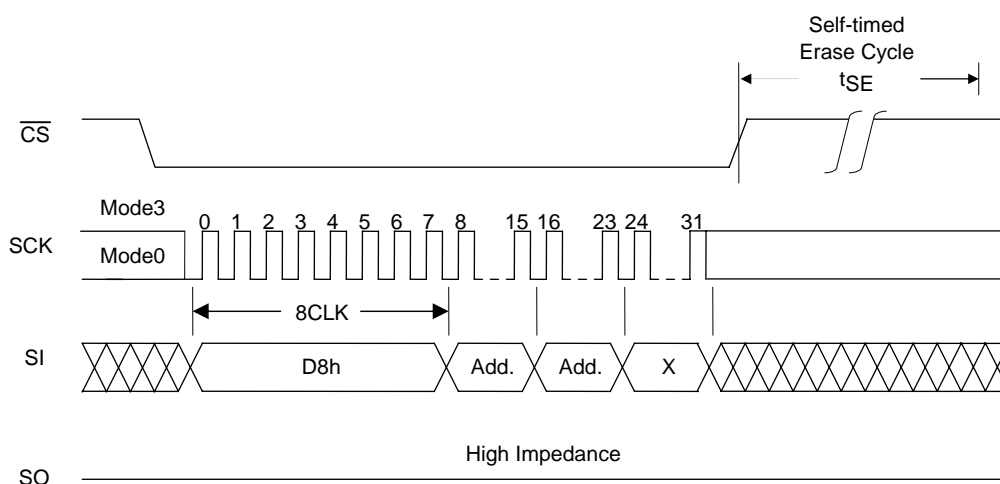 Self-timed
Erase Cycle
tSE
CS
Mode3
0 1 2 3 4 5 6 7 8 15 16 23 24 31
SCK
Mode0
8CLK
SI
D8h Add. Add. X
High Impedance
SO